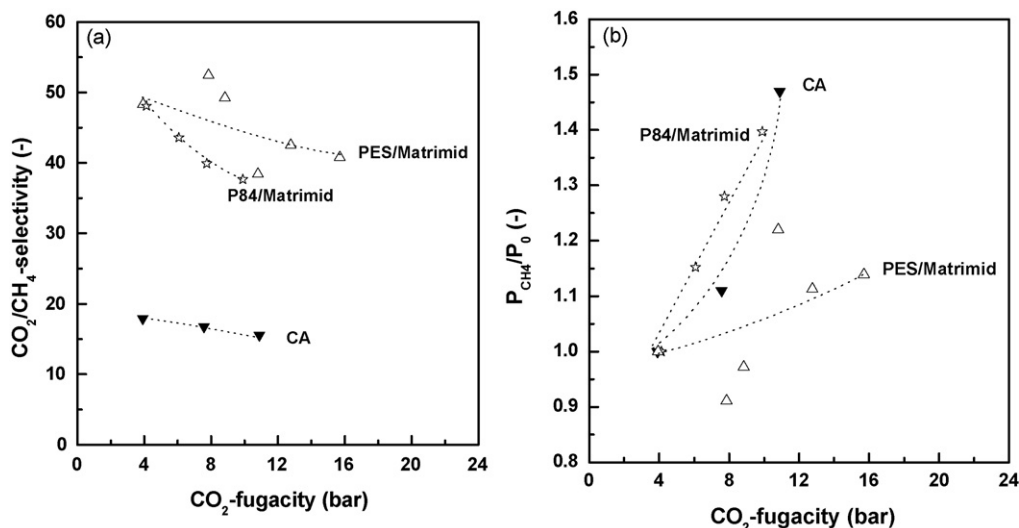 (a)
60
50
40
30
20
10
0
CO₂/CH₄-selectivity (-)
PES/Matrimid
P84/Matrimid
CA
0 4 8 12 16 20 24
CO₂-fugacity (bar)
(b)
1.6
1.5
1.4
1.3
1.2
1.1
1.0
0.9
0.8
P_CH4/P₀ (-)
CA
P84/Matrimid
PES/Matrimid
0 4 8 12 16 20 24
CO₂-fugacity (bar)